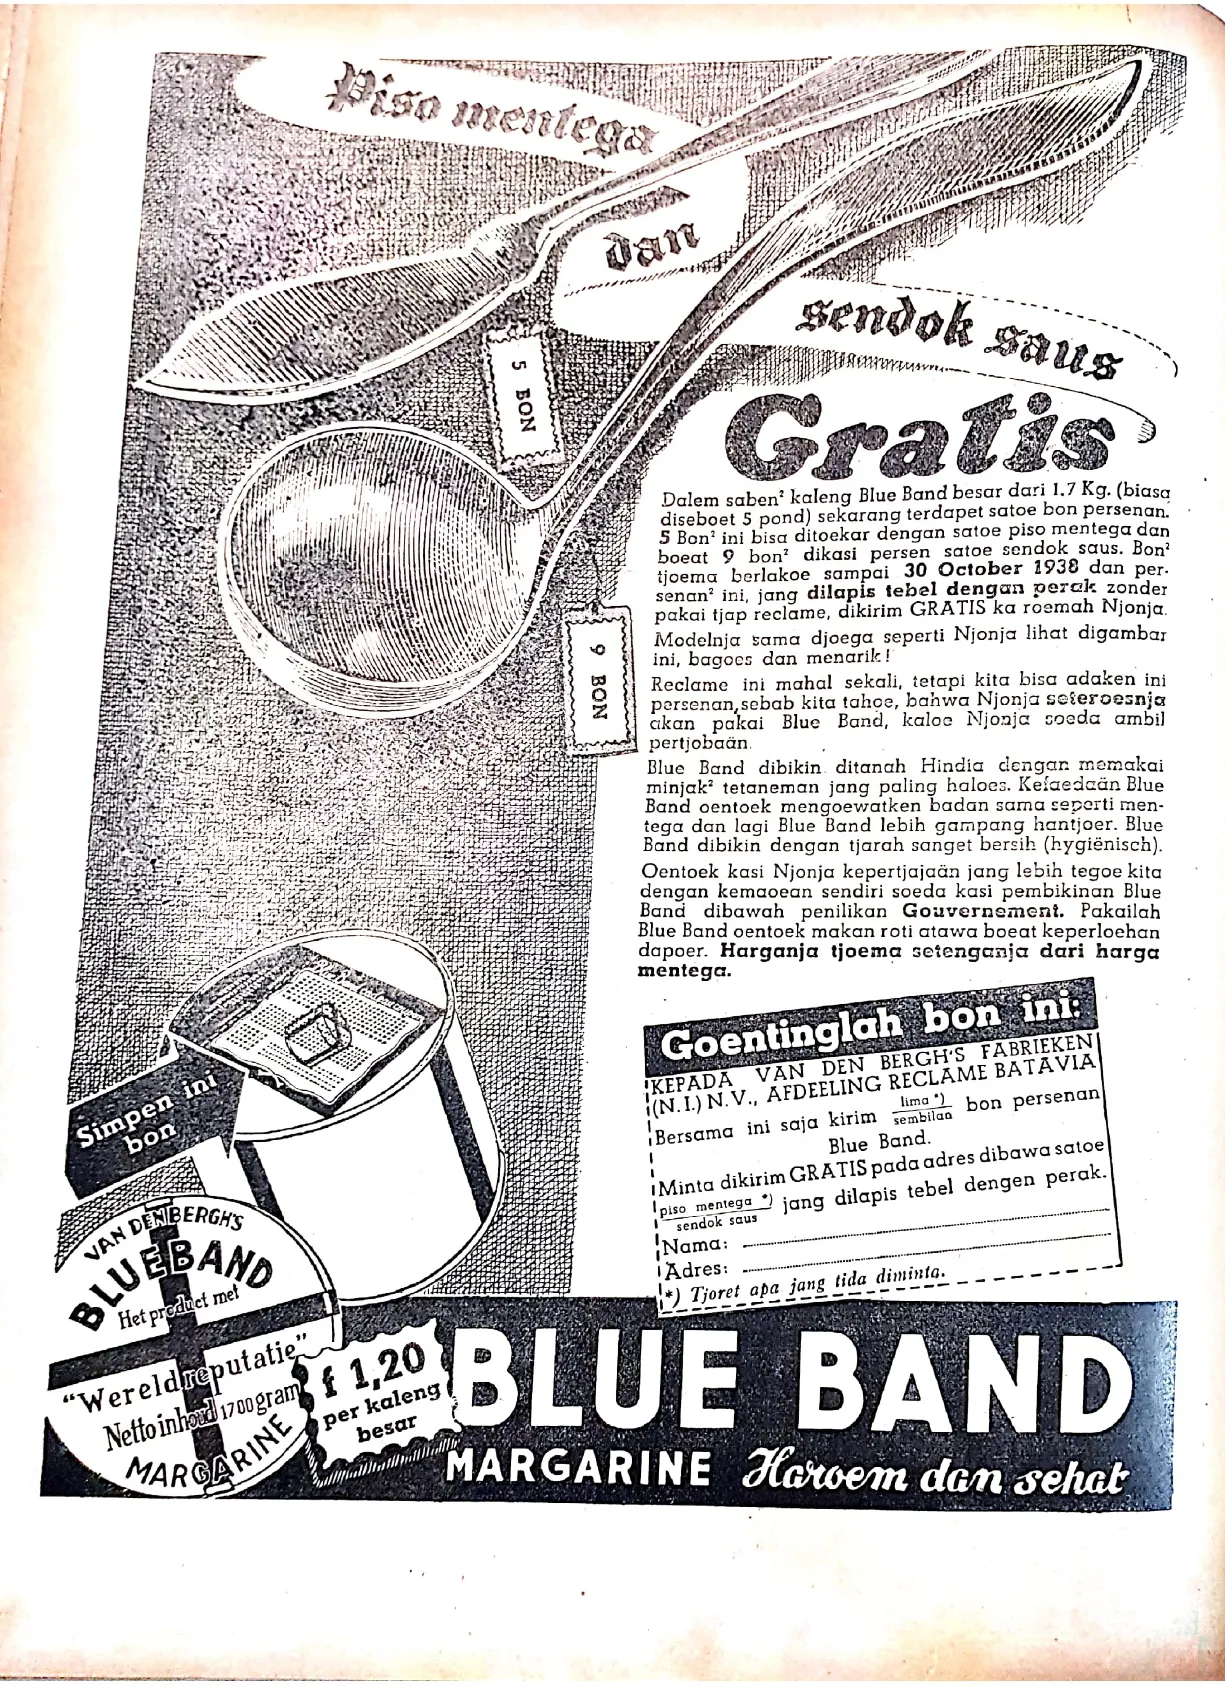 Piso mentega
dan
sendok saus
Gratis
5 BON
9 BON
Dalem saben² kaleng Blue Band besar dari 1.7 Kg. (biasa
diseboet 5 pond) sekarang terdapet satoe bon persenan.
5 Bon² ini bisa ditoekar dengan satoe piso mentega dan
boeat 9 bon² dikasi persen satoe sendok saus. Bon²
tjoema berlakoe sampai 30 October 1938 dan per-
senan² ini, jang dilapis tebel dengan perak zonder
pakai tjap reclame, dikirim GRATIS ka roemah Njonja.
Modelnja sama djoega seperti Njonja lihat digambar
ini, bagoes dan menarik!
Reclame ini mahal sekali, tetapi kita bisa adaken ini
persenan, sebab kita tahoe, bahwa Njonja seteroesnja
akan pakai Blue Band, kaloe Njonja soeda ambil
pertjobaän.
Blue Band dibikin ditanah Hindia dengan memakai
minjak² tetaneman jang paling haloes. Kefaedaän Blue
Band oentoek mengoewatken badan sama seperti men-
tega dan lagi Blue Band lebih gampang hantjoer. Blue
Band dibikin dengan tjarah sanget bersih (hygiënisch).
Oentoek kasi Njonja kepertjajaän jang lebih tegoe kita
dengan kemaoean sendiri soeda kasi pembikinan Blue
Band dibawah penilikan Gouvernement. Pakailah
Blue Band oentoek makan roti atawa boeat keperloehan
dapoer. Harganja tjoema setenganja dari harga
mentega.
Goentinglah bon ini:
KEPADA VAN DEN BERGH'S FABRIEKEN
(N.I.) N.V., AFDEELING RECLAME BATAVIA
Bersama ini saja kirim lima *) sembilan bon persenan
Blue Band.
Minta dikirim GRATIS pada adres dibawa satoe
piso mentega *) sendok saus jang dilapis tebel dengen perak.
Nama:
Adres:
*) Tjoret apa jang tida diminta.
Simpen ini
bon
VAN DEN BERGH'S
BLUE BAND
Het product met
"Wereldreputatie"
Netto inhoud 1700 gram
MARGARINE
f 1,20
per kaleng
besar
BLUE BAND
MARGARINE Haroem dan sehat